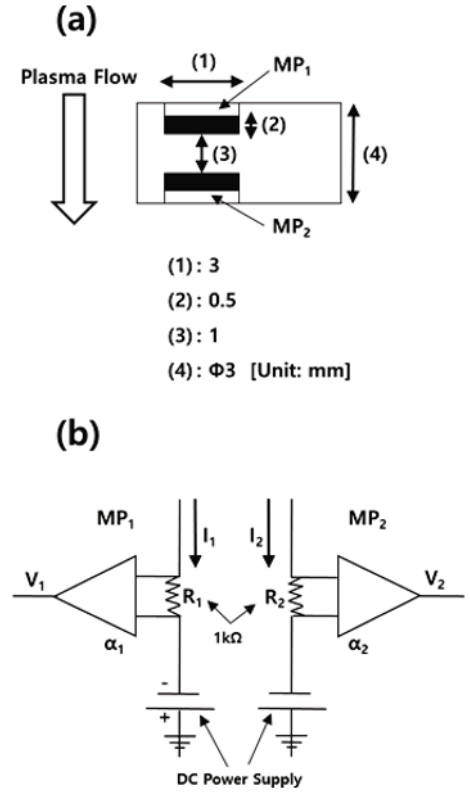 (a)
Plasma Flow
(1)
MP₁
(2)
(3)
(4)
MP₂
(1) : 3
(2) : 0.5
(3) : 1
(4) : Φ3 [Unit: mm]
(b)
MP₁
I₁
I₂
MP₂
V₁
R₁
R₂
V₂
α₁
1kΩ
α₂
-
+
DC Power Supply